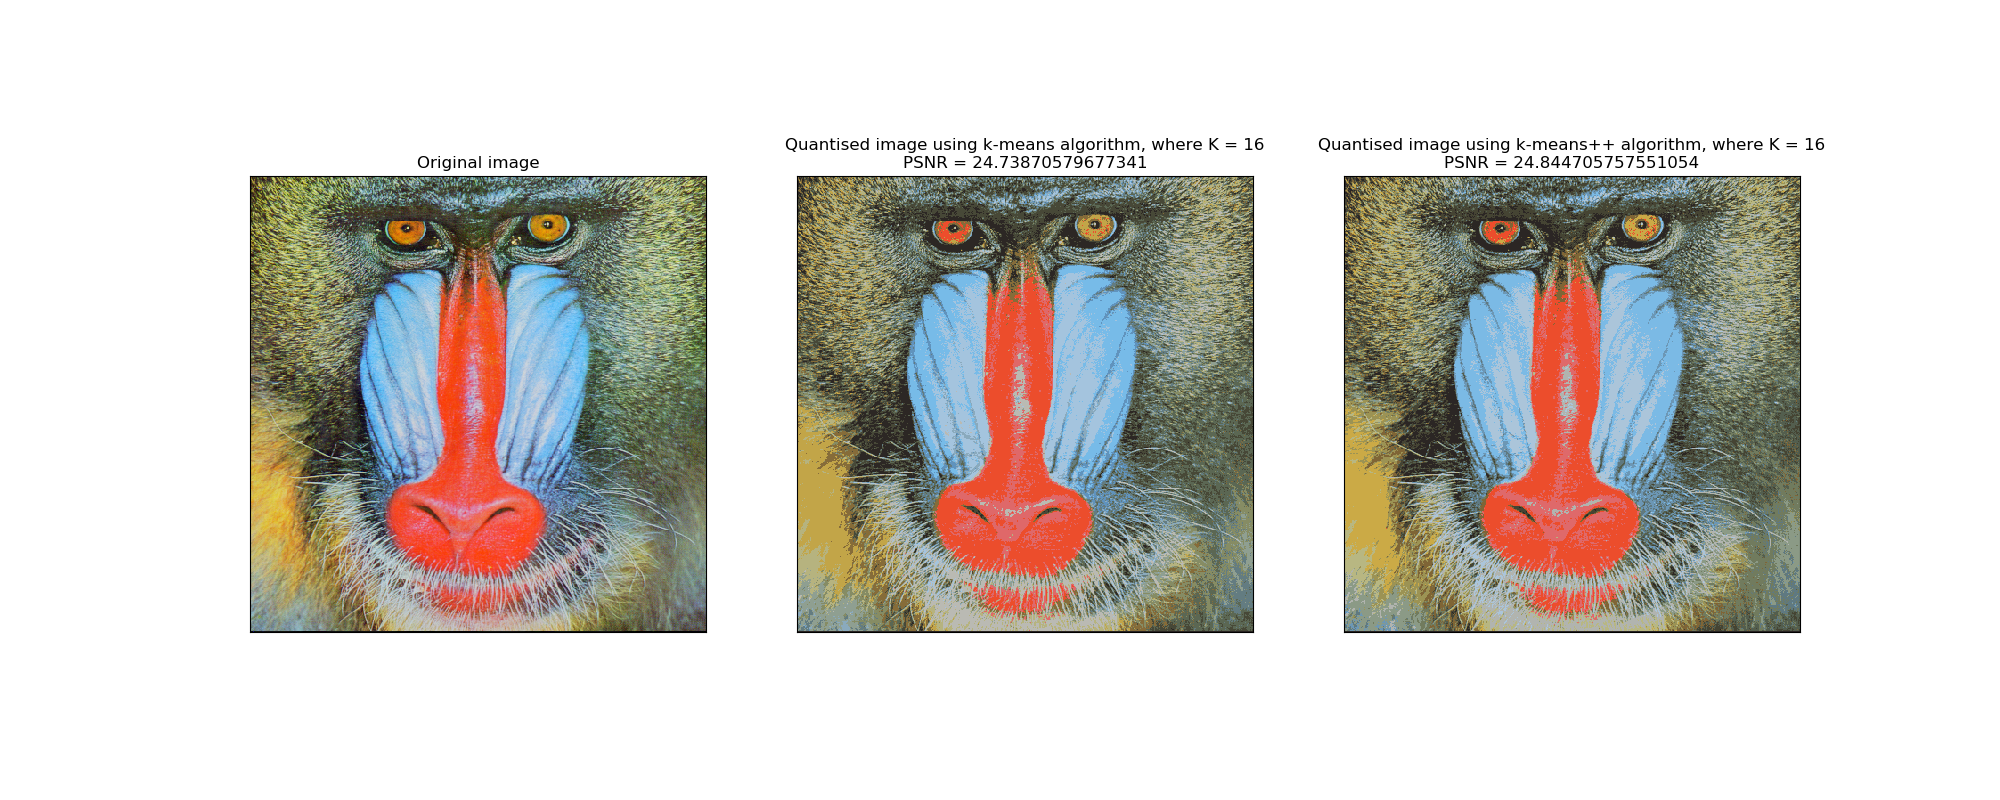 Original image
Quantised image using k-means algorithm, where K = 16
PSNR = 24.73870579677341
Quantised image using k-means++ algorithm, where K = 16
PSNR = 24.844705757551054